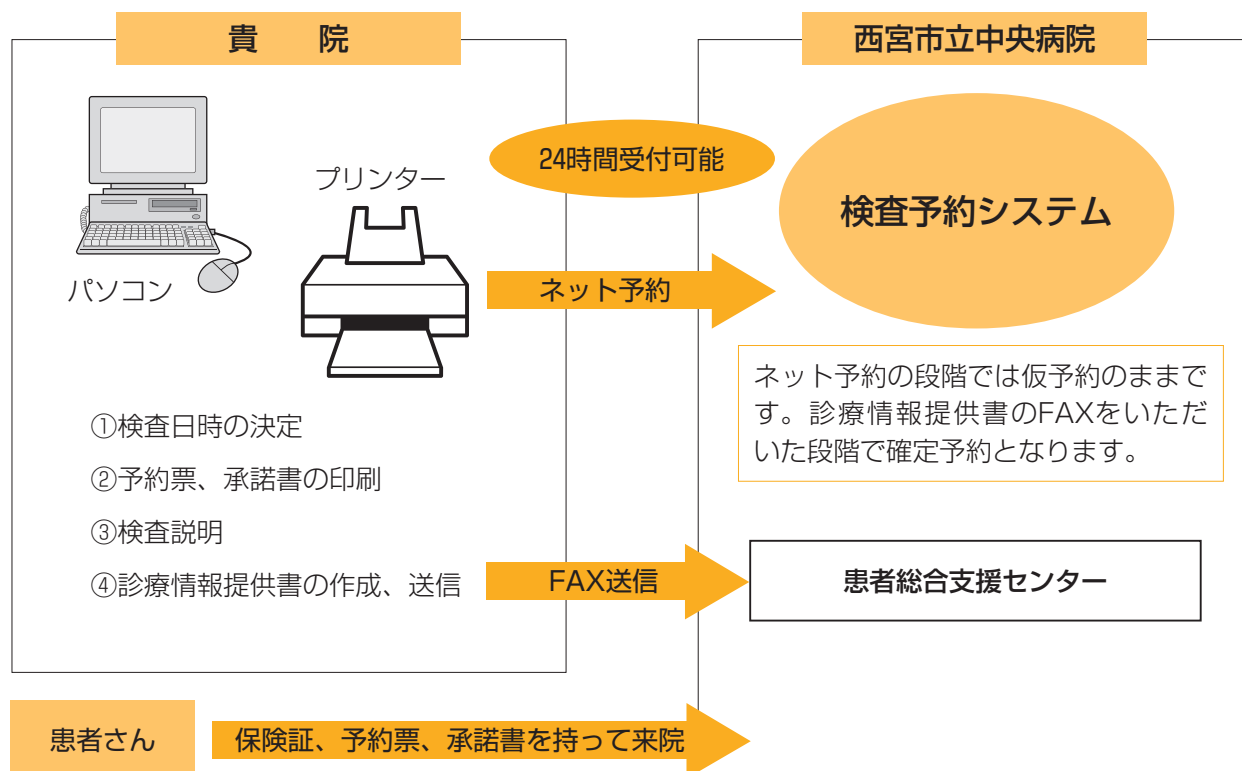 貴　院
西宮市立中央病院
24時間受付可能
プリンター
検査予約システム
パソコン
ネット予約
ネット予約の段階では仮予約のままで
す。診療情報提供書のFAXをいただ
いた段階で確定予約となります。
①検査日時の決定
②予約票、承諾書の印刷
③検査説明
④診療情報提供書の作成、送信
FAX送信
患者総合支援センター
患者さん
保険証、予約票、承諾書を持って来院